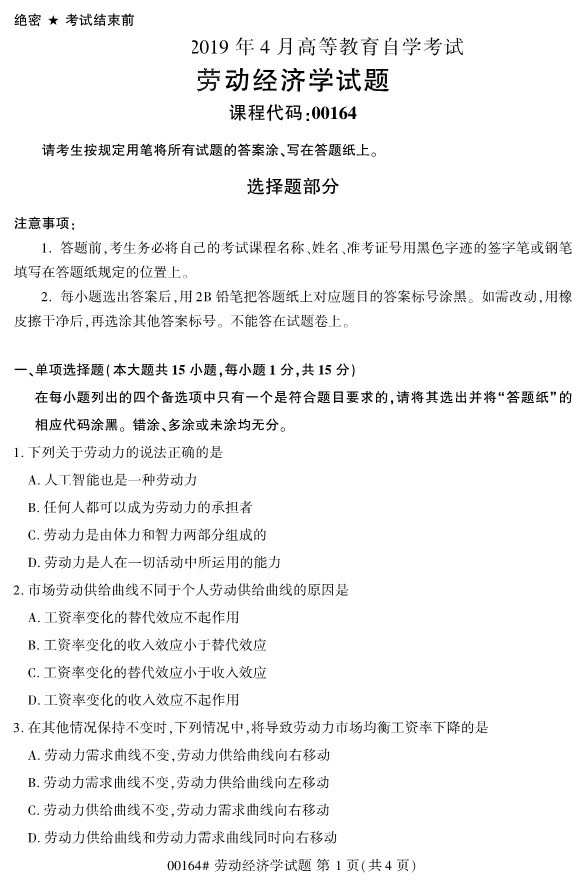 绝密 ★ 考试结束前
2019 年 4 月高等教育自学考试
劳动经济学试题
课程代码:00164
请考生按规定用笔将所有试题的答案涂、写在答题纸上。
选择题部分
注意事项:
1. 答题前,考生务必将自己的考试课程名称、姓名、准考证号用黑色字迹的签字笔或钢笔
填写在答题纸规定的位置上。
2. 每小题选出答案后,用 2B 铅笔把答题纸上对应题目的答案标号涂黑。如需改动,用橡
皮擦干净后,再选涂其他答案标号。不能答在试题卷上。
一、单项选择题(本大题共 15 小题,每小题 1 分,共 15 分)
在每小题列出的四个备选项中只有一个是符合题目要求的,请将其选出并将“答题纸”的
相应代码涂黑。错涂、多涂或未涂均无分。
1. 下列关于劳动力的说法正确的是
A. 人工智能也是一种劳动力
B. 任何人都可以成为劳动力的承担者
C. 劳动力是由体力和智力两部分组成的
D. 劳动力是人在一切活动中所运用的能力
2. 市场劳动供给曲线不同于个人劳动供给曲线的原因是
A. 工资率变化的替代效应不起作用
B. 工资率变化的收入效应小于替代效应
C. 工资率变化的替代效应小于收入效应
D. 工资率变化的收入效应不起作用
3. 在其他情况保持不变时,下列情况中,将导致劳动力市场均衡工资率下降的是
A. 劳动力需求曲线不变,劳动力供给曲线向右移动
B. 劳动力需求曲线不变,劳动力供给曲线向左移动
C. 劳动力供给曲线不变,劳动力需求曲线向右移动
D. 劳动力供给曲线和劳动力需求曲线同时向右移动
00164# 劳动经济学试题 第 1 页(共 4 页)